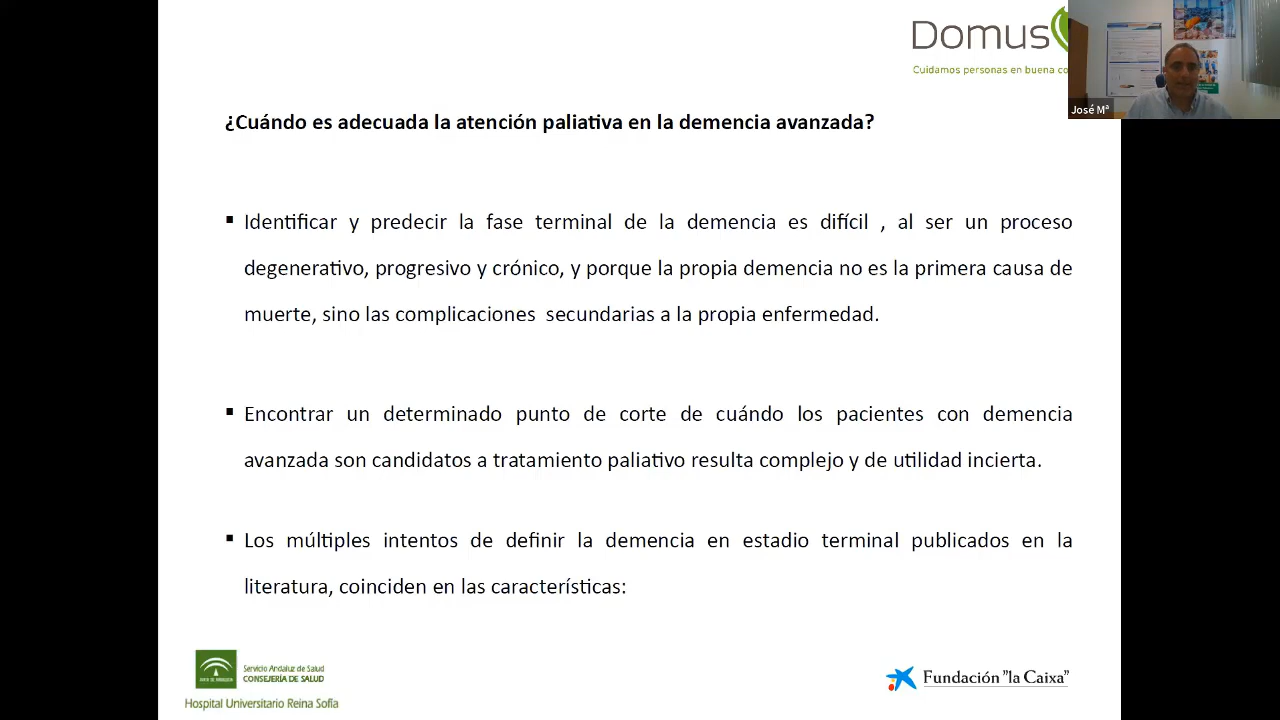 Domus
Cuidamos personas en buena co
José Mª
¿Cuándo es adecuada la atención paliativa en la demencia avanzada?
▪ Identificar y predecir la fase terminal de la demencia es difícil , al ser un proceso
degenerativo, progresivo y crónico, y porque la propia demencia no es la primera causa de
muerte, sino las complicaciones secundarias a la propia enfermedad.
▪ Encontrar un determinado punto de corte de cuándo los pacientes con demencia
avanzada son candidatos a tratamiento paliativo resulta complejo y de utilidad incierta.
▪ Los múltiples intentos de definir la demencia en estadio terminal publicados en la
literatura, coinciden en las características:
Servicio Andaluz de Salud
CONSEJERÍA DE SALUD
Hospital Universitario Reina Sofía
Fundación "la Caixa"